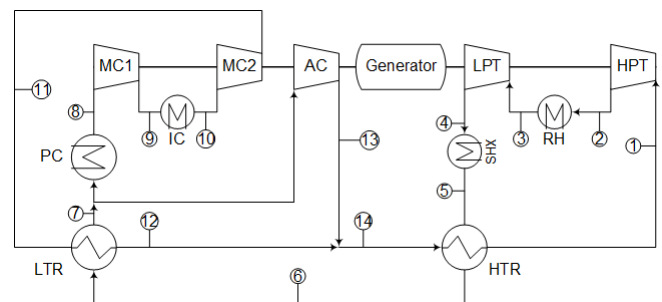 MC1
MC2
AC
Generator
LPT
HPT
11
8
9
IC
10
13
4
3
RH
2
1
PC
SHX
5
7
12
14
LTR
6
HTR